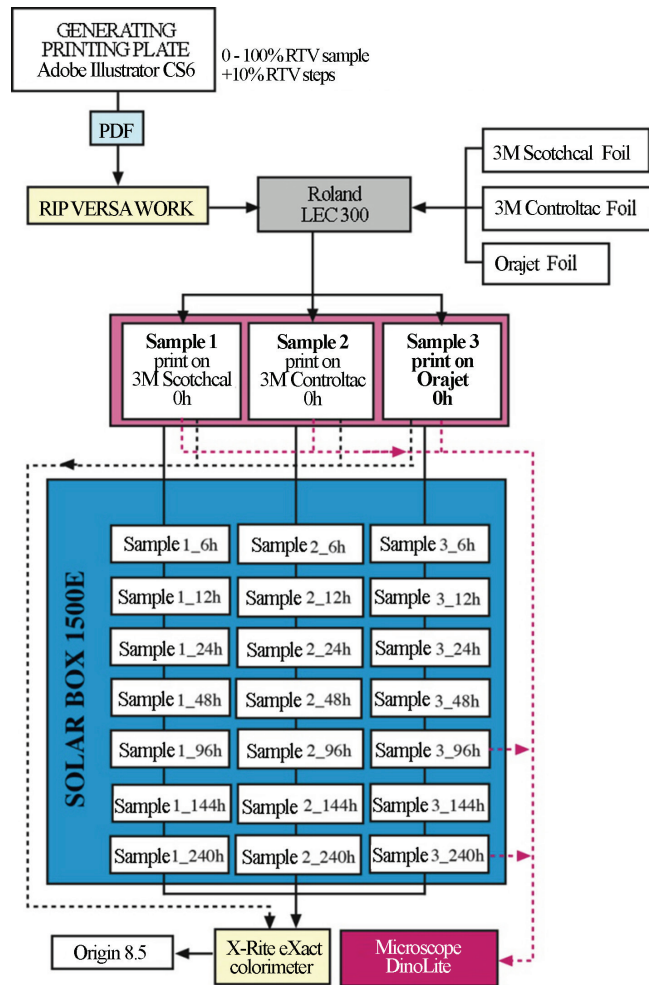 GENERATING
PRINTING PLATE
Adobe Illustrator CS6
0 - 100% RTV sample
+10% RTV steps
PDF
RIP VERSA WORK
Roland
LEC 300
3M Scotchcal Foil
3M Controltac Foil
Orajet Foil
Sample 1
print on
3M Scotchcal
0h
Sample 2
print on
3M Controltac
0h
Sample 3
print on
Orajet
0h
SOLAR BOX 1500E
Sample 1_6h
Sample 2_6h
Sample 3_6h
Sample 1_12h
Sample 2_12h
Sample 3_12h
Sample 1_24h
Sample 2_24h
Sample 3_24h
Sample 1_48h
Sample 2_48h
Sample 3_48h
Sample 1_96h
Sample 2_96h
Sample 3_96h
Sample 1_144h
Sample 2_144h
Sample 3_144h
Sample 1_240h
Sample 2_240h
Sample 3_240h
Origin 8.5
X-Rite eXact
colorimeter
Microscope
DinoLite